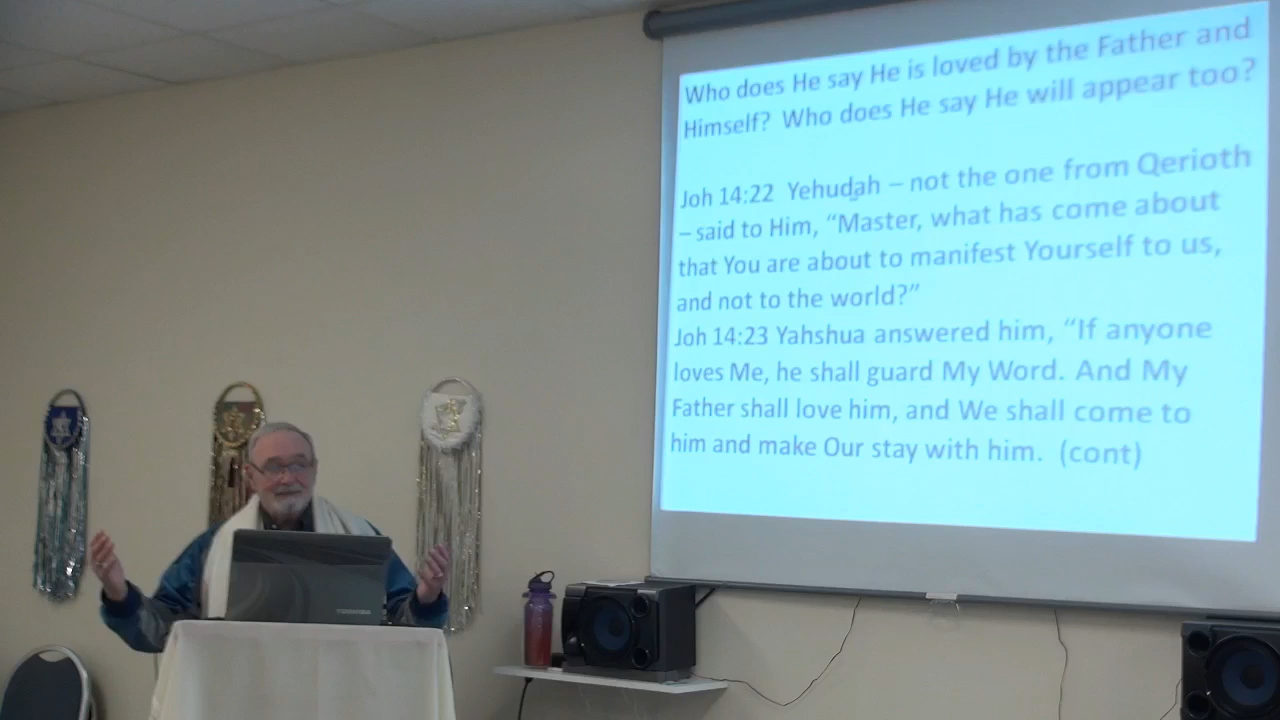 Who does He say He is loved by the Father and
Himself? Who does He say He will appear too?
Joh 14:22 Yehuḏah – not the one from Qerioth
– said to Him, “Master, what has come about
that You are about to manifest Yourself to us,
and not to the world?”
Joh 14:23 Yahshua answered him, “If anyone
loves Me, he shall guard My Word. And My
Father shall love him, and We shall come to
him and make Our stay with him. (cont)
TOSHIBA